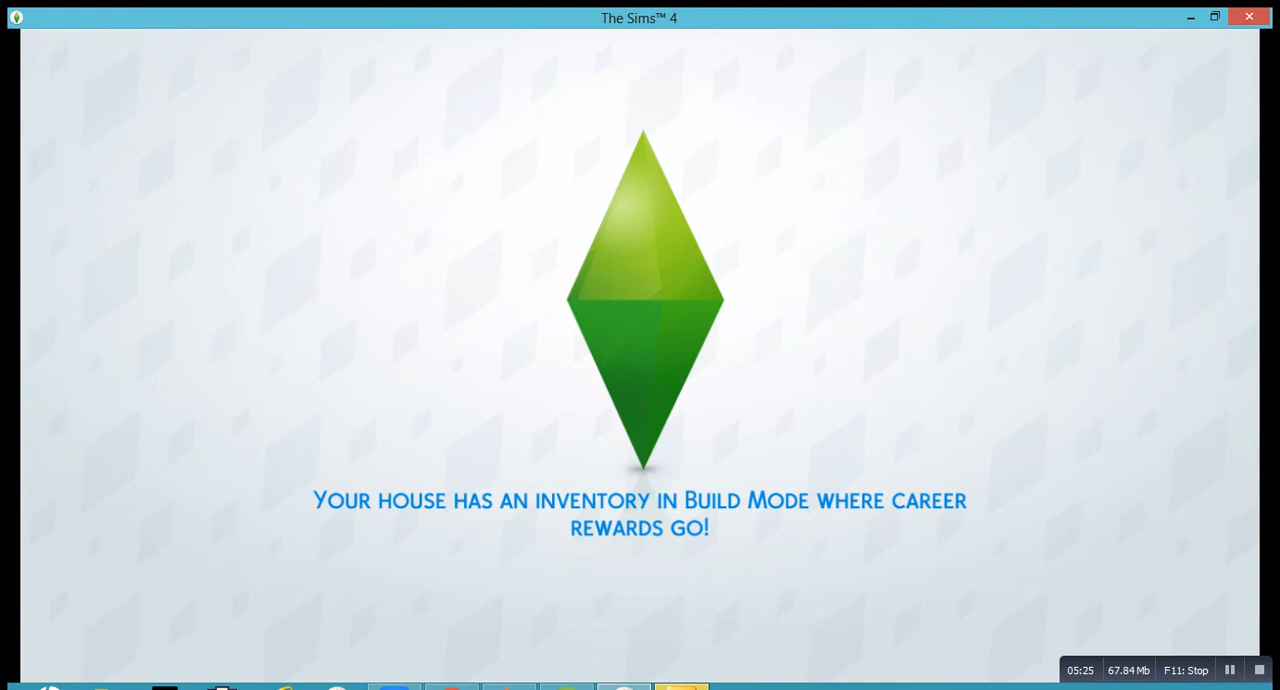 The Sims™ 4
Your house has an inventory in Build Mode where career
rewards go!
05:25 67.84 Mb F11: Stop